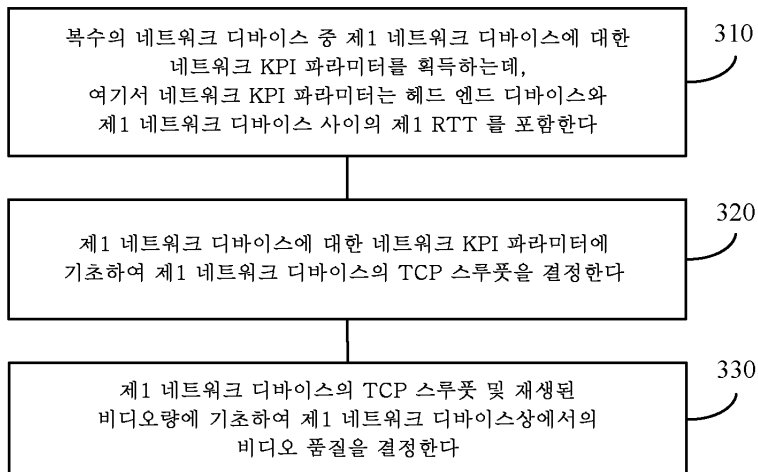 복수의 네트워크 디바이스 중 제1 네트워크 디바이스에 대한
네트워크 KPI 파라미터를 획득하는데,
여기서 네트워크 KPI 파라미터는 헤드 엔드 디바이스와
제1 네트워크 디바이스 사이의 제1 RTT 를 포함한다
310
제1 네트워크 디바이스에 대한 네트워크 KPI 파라미터에
기초하여 제1 네트워크 디바이스의 TCP 스루풋을 결정한다
320
제1 네트워크 디바이스의 TCP 스루풋 및 재생된
비디오량에 기초하여 제1 네트워크 디바이스상에서의
비디오 품질을 결정한다
330